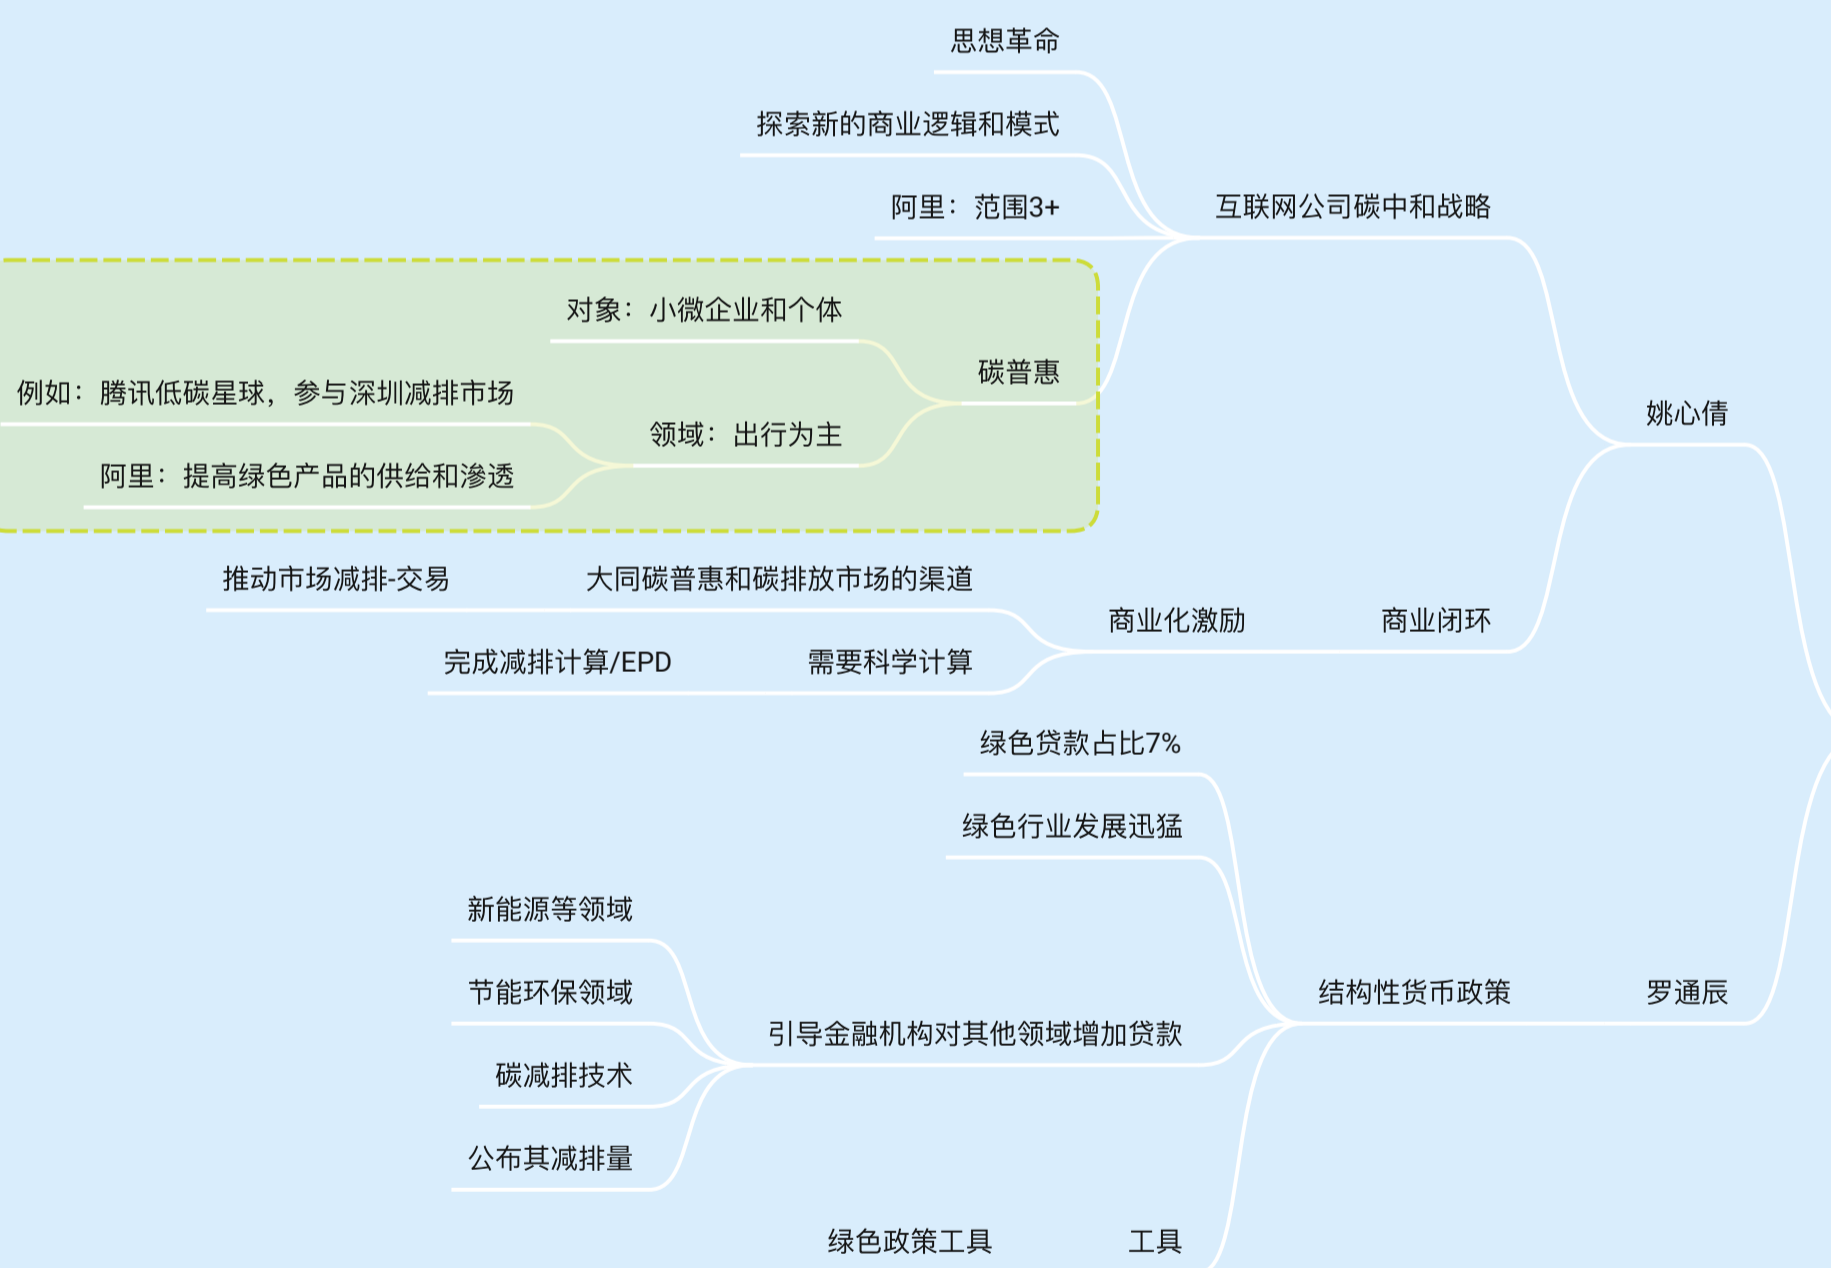 思想革命
探索新的商业逻辑和模式
阿里：范围3+
互联网公司碳中和战略
对象：小微企业和个体
碳普惠
例如：腾讯低碳星球，参与深圳减排市场
领域：出行为主
阿里：提高绿色产品的供给和渗透
姚心倩
推动市场减排-交易
大同碳普惠和碳排放市场的渠道
商业化激励
商业闭环
完成减排计算/EPD
需要科学计算
绿色贷款占比7%
绿色行业发展迅猛
新能源等领域
节能环保领域
引导金融机构对其他领域增加贷款
结构性货币政策
罗通辰
碳减排技术
公布其减排量
绿色政策工具
工具